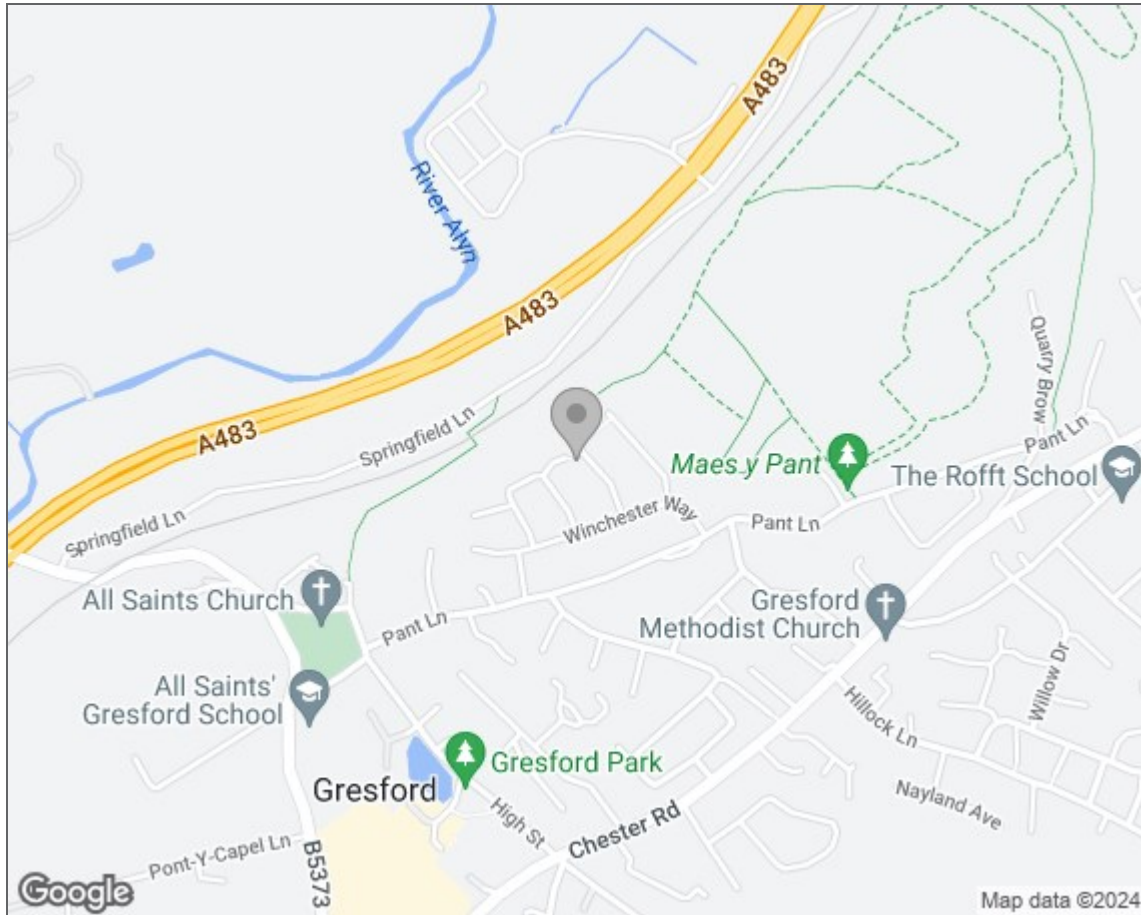 A483
River Alyn
A483
A483
Quarry Brow
Springfield Ln
Maes y Pant
Pant Ln
The Rofft School
Springfield Ln
Winchester Way
Pant Ln
All Saints Church
Pant Ln
Gresford
Methodist Church
Willow Dr
All Saints'
Gresford School
Hillock Ln
Gresford Park
Gresford
High St
Chester Rd
Nayland Ave
Pont-Y-Capel Ln
B5373
Google
Map data ©2024